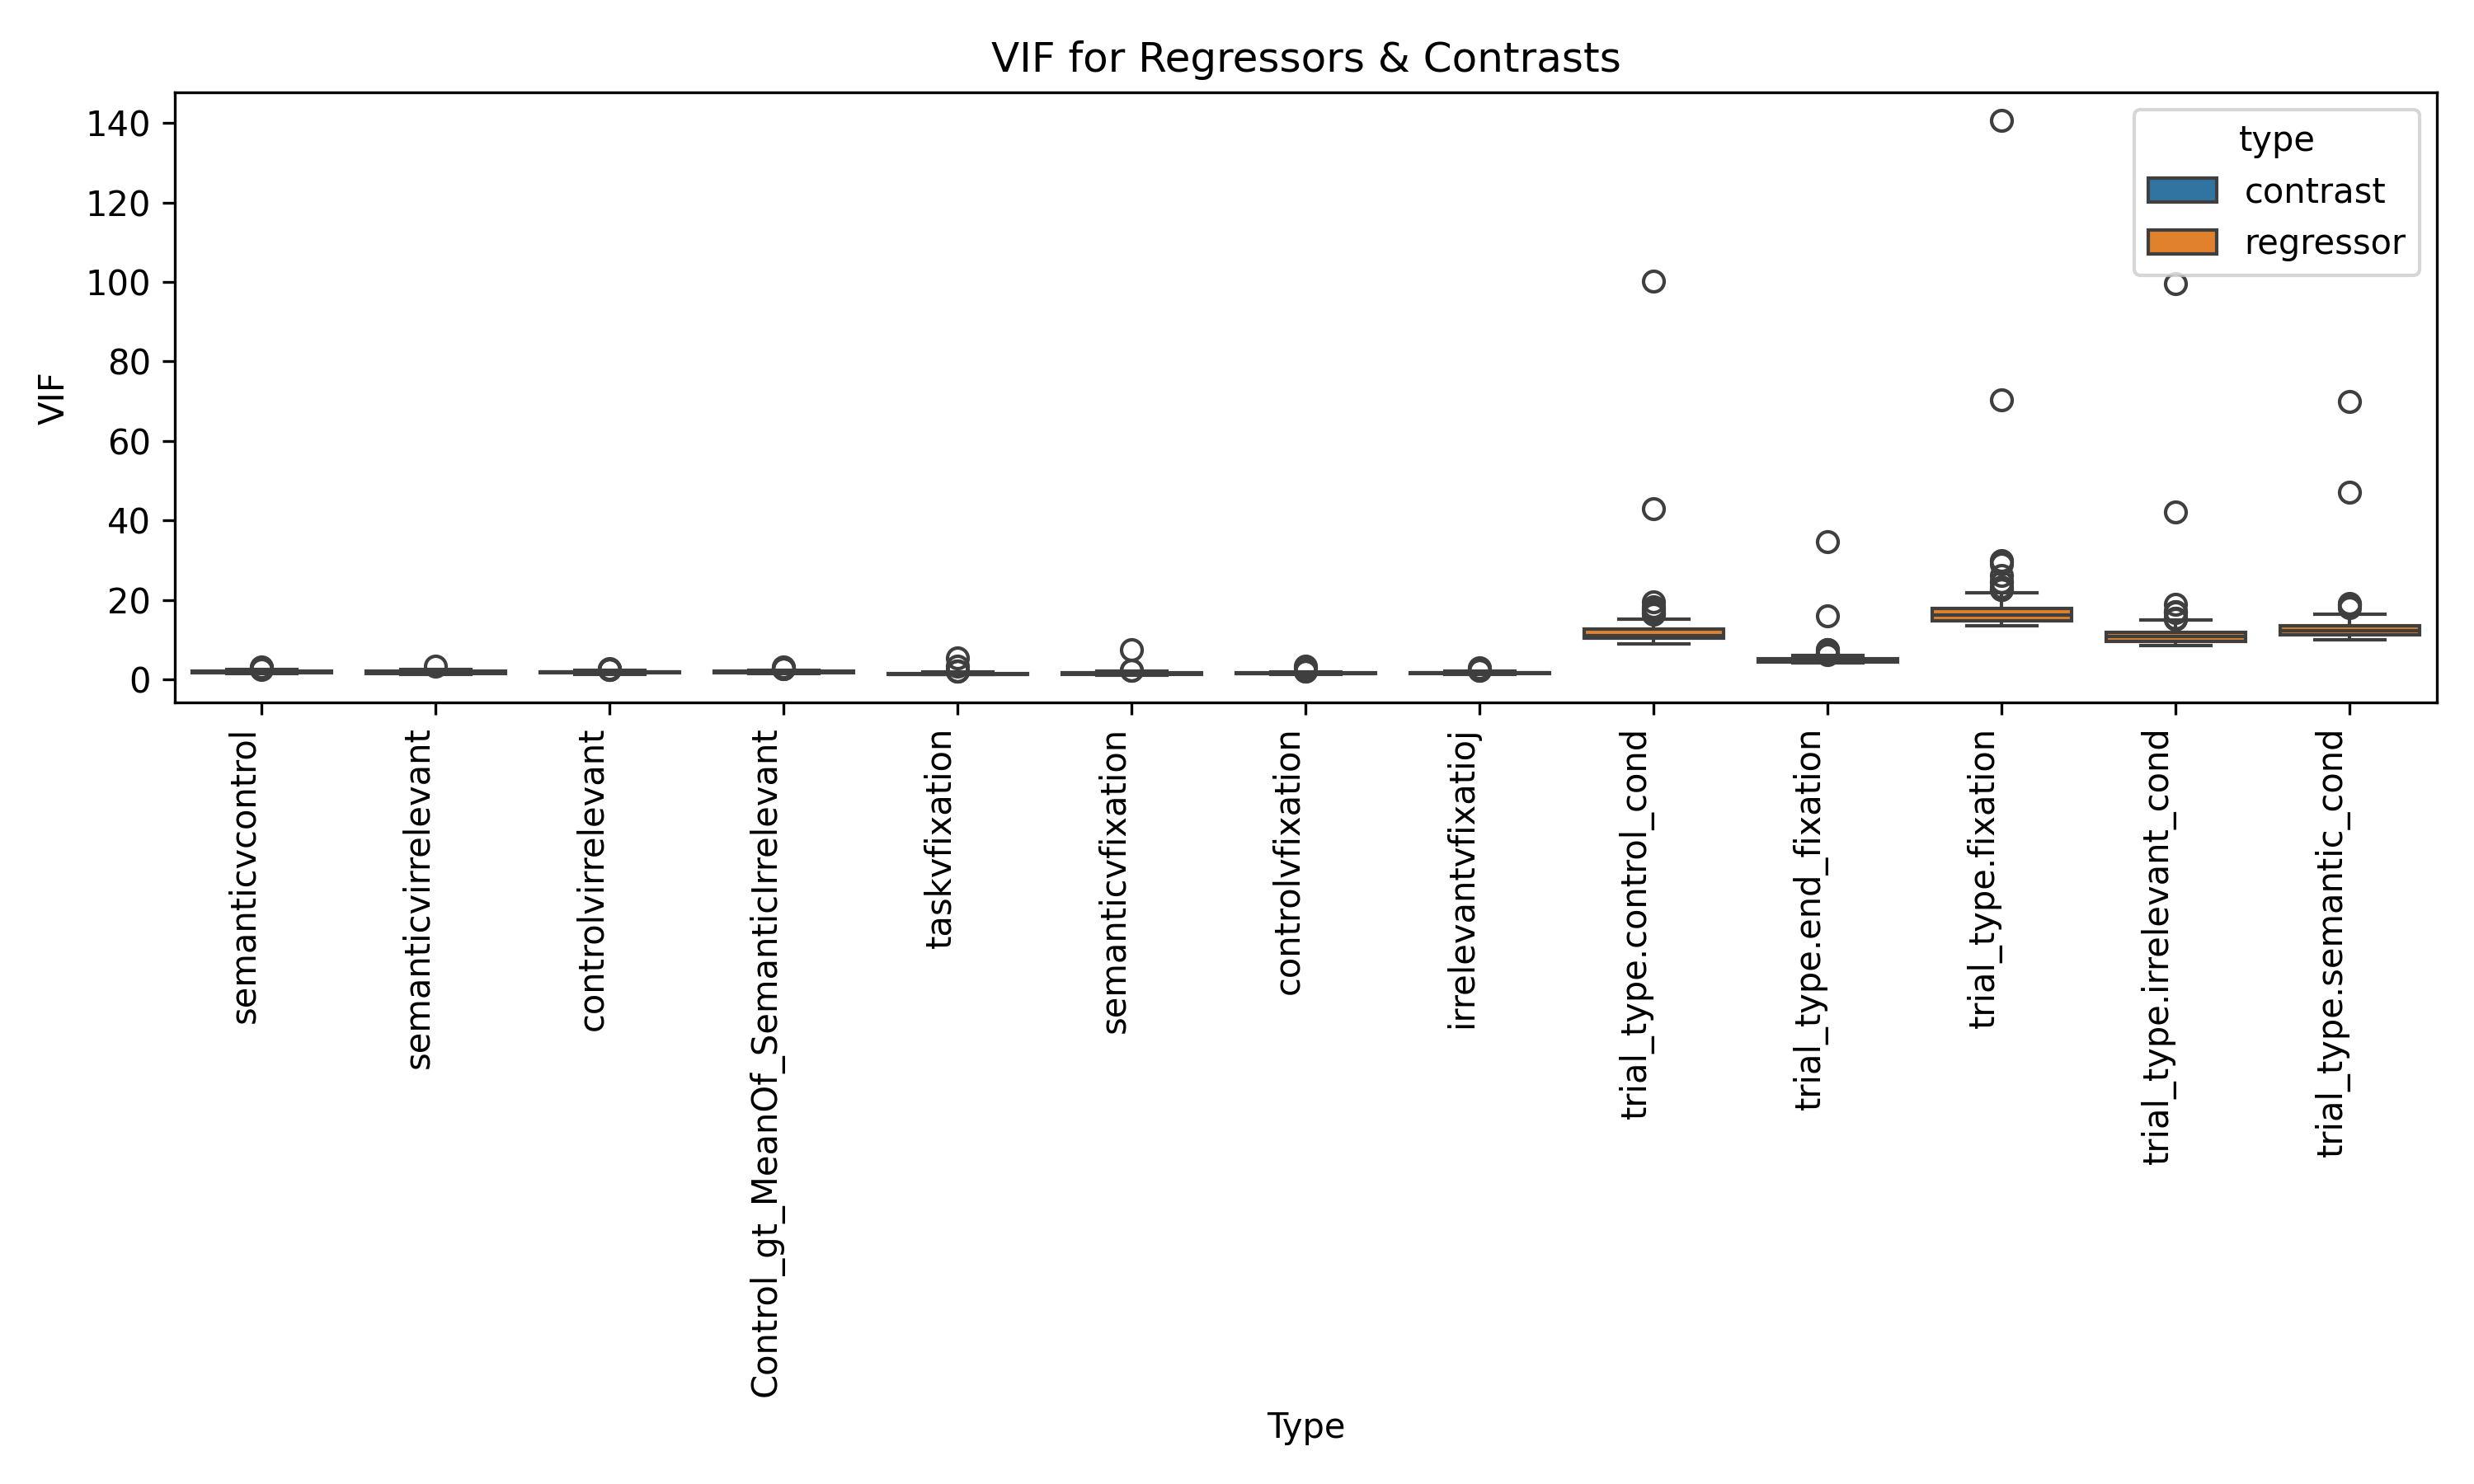 VIF for Regressors & Contrasts
140
120
100
80
60
40
20
0
VIF
type
contrast
regressor
semanticvcontrol
semanticvirrelevant
controlvirrelevant
Control_gt_MeanOf_SemanticIrrelevant
taskvfixation
semanticvfixation
controlvfixation
irrelevantvfixatioj
trial_type.control_cond
trial_type.end_fixation
trial_type.fixation
trial_type.irrelevant_cond
trial_type.semantic_cond
Type